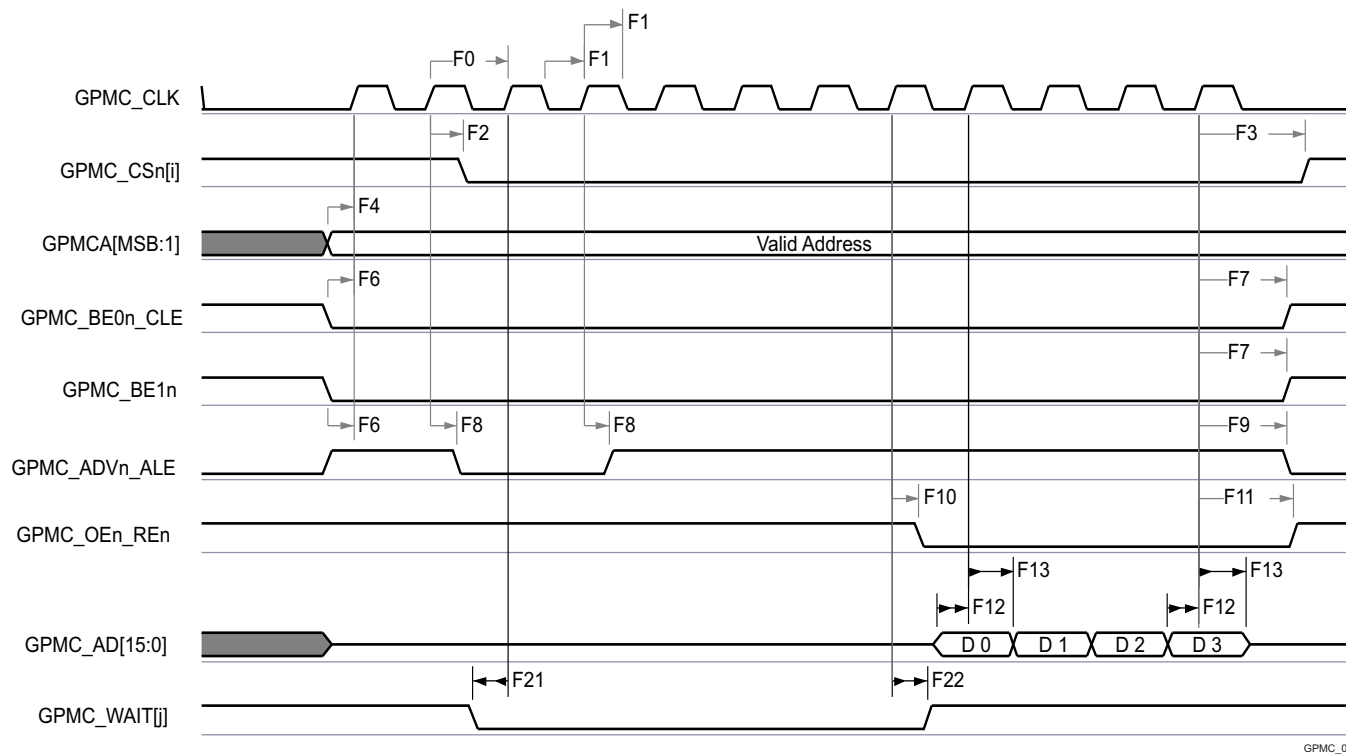 F1
F0
F1
GPMC_CLK
F2
F3
GPMC_CSn[i]
F4
GPMCA[MSB:1]
Valid Address
F6
F7
GPMC_BE0n_CLE
F7
GPMC_BE1n
F6
F8
F8
F9
GPMC_ADVn_ALE
F10
F11
GPMC_OEn_REn
F13
F13
F12
F12
GPMC_AD[15:0]
D 0
D 1
D 2
D 3
F21
F22
GPMC_WAIT[j]
GPMC_0